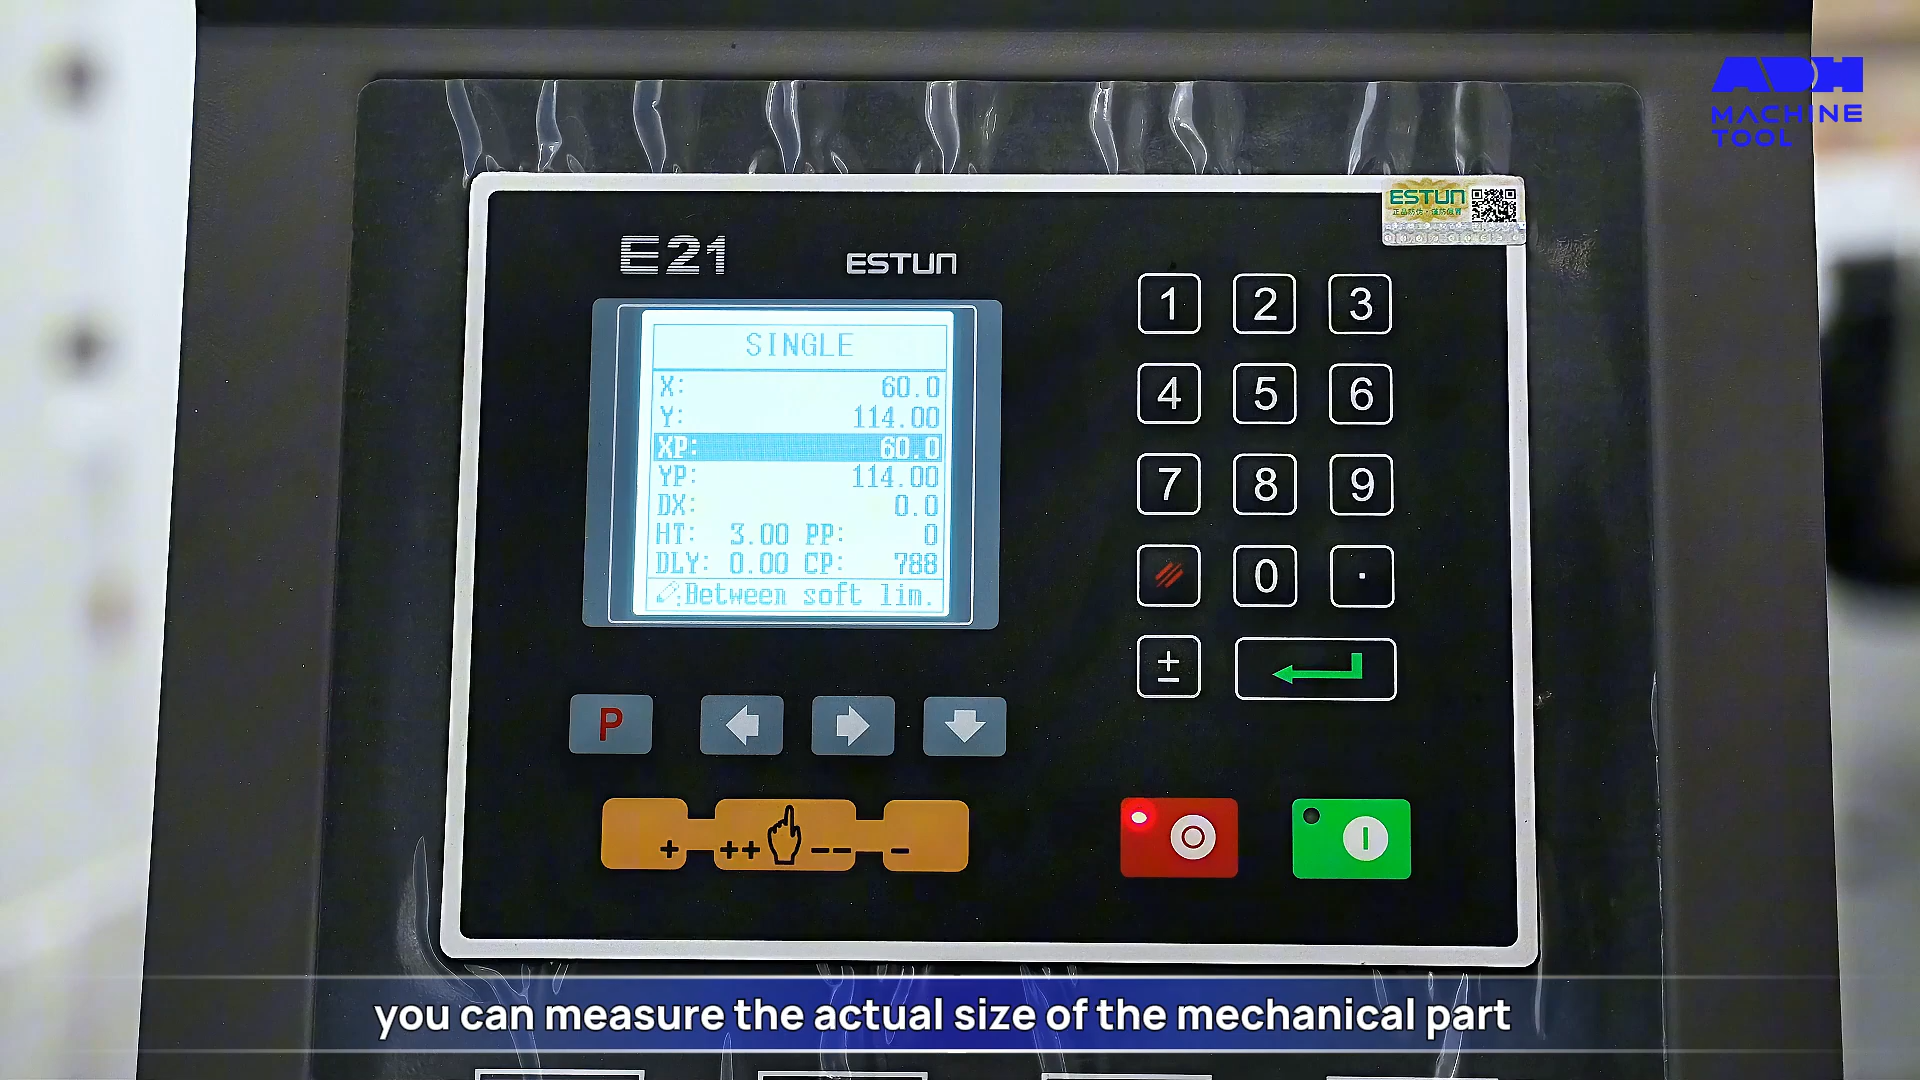 ADH
MACHINE
TOOL
ESTUN
E21
ESTUN
SINGLE
X: 60.0
Y: 114.00
XP: 60.0
YP: 114.00
DX: 0.0
HT: 3.00 PP: 0
DLY: 0.00 CP: 788
Between soft lim.
1 2 3
4 5 6
7 8 9
0 .
±
P
+ ++ -- -
you can measure the actual size of the mechanical part